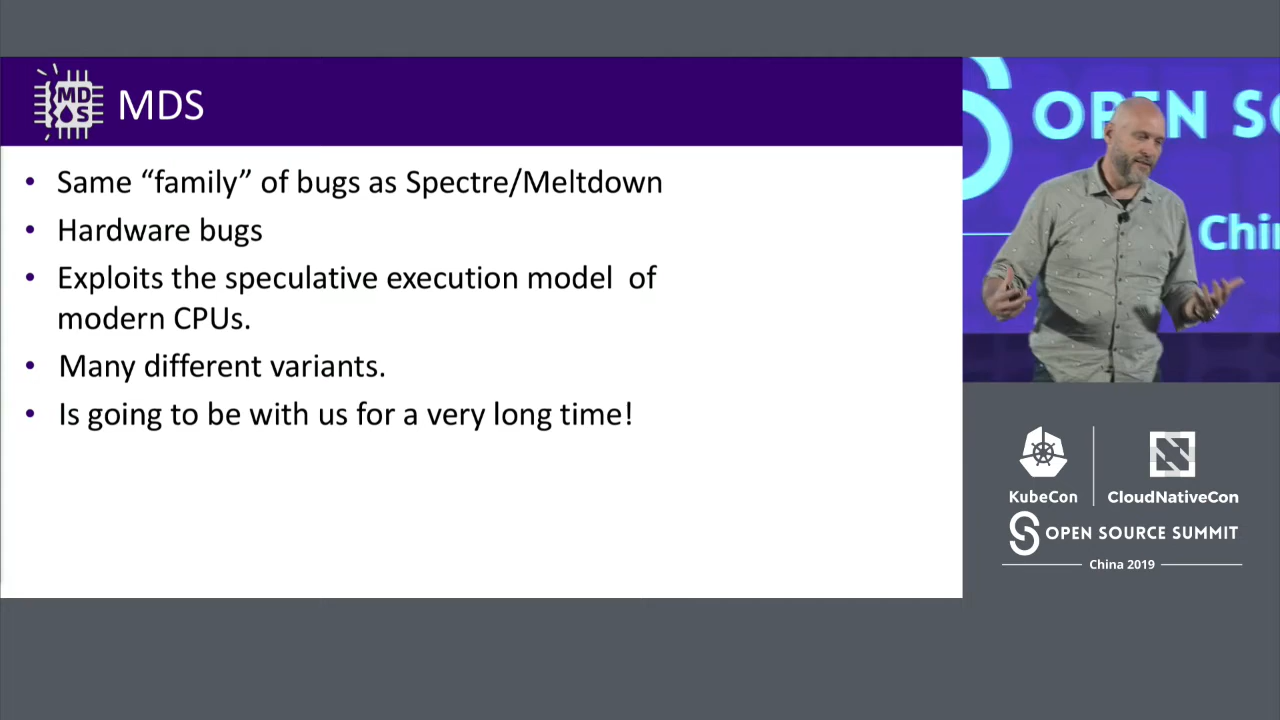 MD
S
MDS
• Same “family” of bugs as Spectre/Meltdown
• Hardware bugs
• Exploits the speculative execution model  of
modern CPUs.
• Many different variants.
• Is going to be with us for a very long time!
OPEN S
Chin
KubeCon
CloudNativeCon
OPEN SOURCE SUMMIT
China 2019